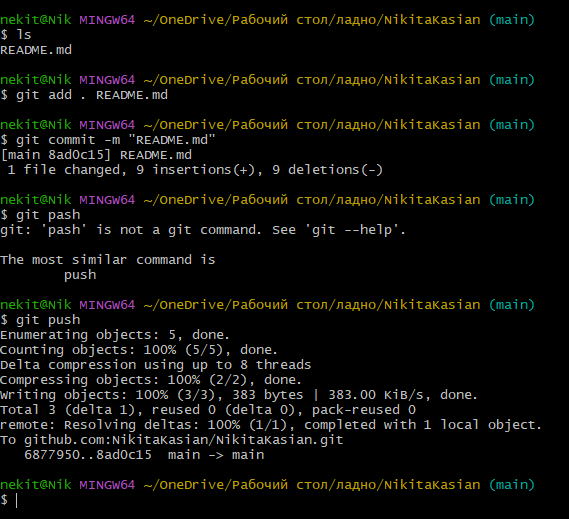 nekit@Nik MINGW64 ~/OneDrive/Рабочий стол/ладно/NikitaKasian (main)
$ ls
README.md
nekit@Nik MINGW64 ~/OneDrive/Рабочий стол/ладно/NikitaKasian (main)
$ git add . README.md
nekit@Nik MINGW64 ~/OneDrive/Рабочий стол/ладно/NikitaKasian (main)
$ git commit -m "README.md"
[main 8ad0c15] README.md
 1 file changed, 9 insertions(+), 9 deletions(-)
nekit@Nik MINGW64 ~/OneDrive/Рабочий стол/ладно/NikitaKasian (main)
$ git pash
git: 'pash' is not a git command. See 'git --help'.
The most similar command is
        push
nekit@Nik MINGW64 ~/OneDrive/Рабочий стол/ладно/NikitaKasian (main)
$ git push
Enumerating objects: 5, done.
Counting objects: 100% (5/5), done.
Delta compression using up to 8 threads
Compressing objects: 100% (2/2), done.
Writing objects: 100% (3/3), 383 bytes | 383.00 KiB/s, done.
Total 3 (delta 1), reused 0 (delta 0), pack-reused 0
remote: Resolving deltas: 100% (1/1), completed with 1 local object.
To github.com:NikitaKasian/NikitaKasian.git
   6877950..8ad0c15  main -> main
nekit@Nik MINGW64 ~/OneDrive/Рабочий стол/ладно/NikitaKasian (main)
$